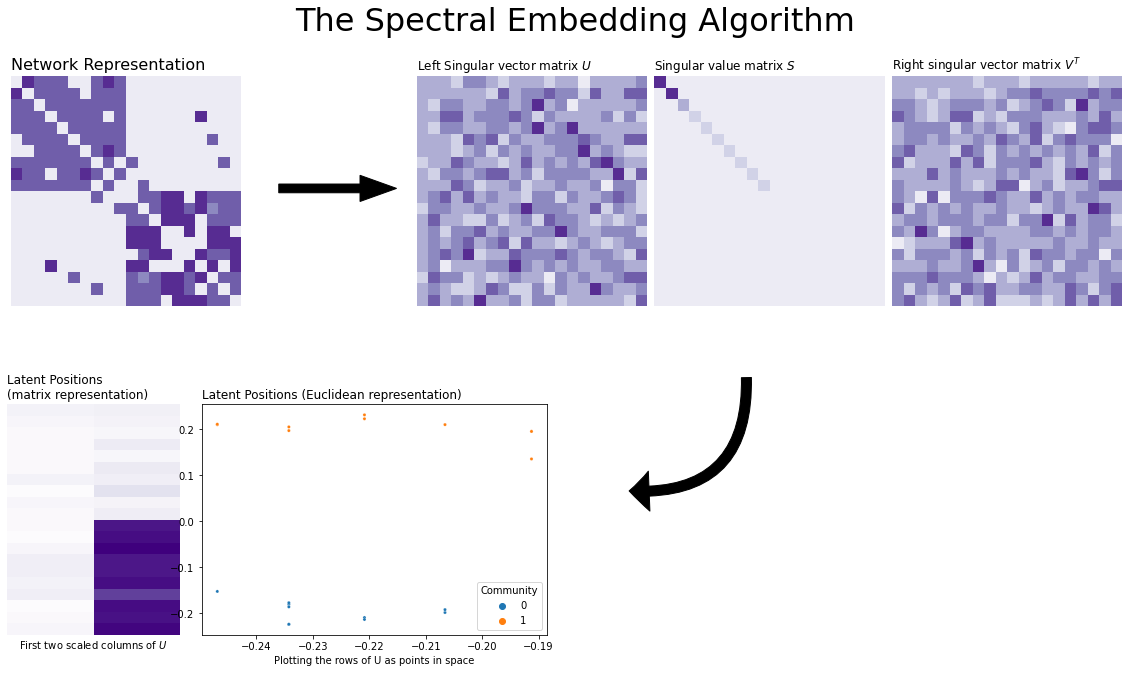 The Spectral Embedding Algorithm
Network Representation
Left Singular vector matrix U
Singular value matrix S
Right singular vector matrix V^T
Latent Positions
(matrix representation)
First two scaled columns of U
Latent Positions (Euclidean representation)
0.2
0.1
0.0
−0.1
−0.2
Community
0
1
−0.24
−0.23
−0.22
−0.21
−0.20
−0.19
Plotting the rows of U as points in space